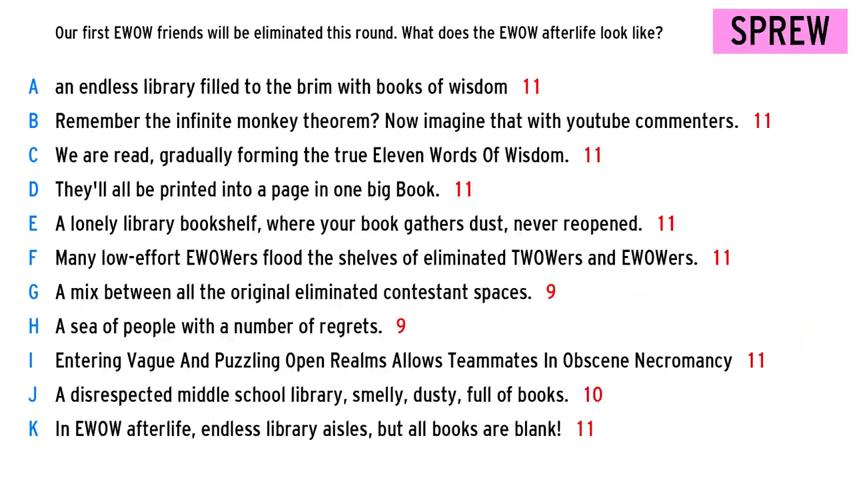 Our first EWOW friends will be eliminated this round. What does the EWOW afterlife look like?
SPREW
A an endless library filled to the brim with books of wisdom 11
B Remember the infinite monkey theorem? Now imagine that with youtube commenters. 11
C We are read, gradually forming the true Eleven Words Of Wisdom. 11
D They'll all be printed into a page in one big Book. 11
E A lonely library bookshelf, where your book gathers dust, never reopened. 11
F Many low-effort EWOWers flood the shelves of eliminated TWOWers and EWOWers. 11
G A mix between all the original eliminated contestant spaces. 9
H A sea of people with a number of regrets. 9
I Entering Vague And Puzzling Open Realms Allows Teammates In Obscene Necromancy 11
J A disrespected middle school library, smelly, dusty, full of books. 10
K In EWOW afterlife, endless library aisles, but all books are blank! 11